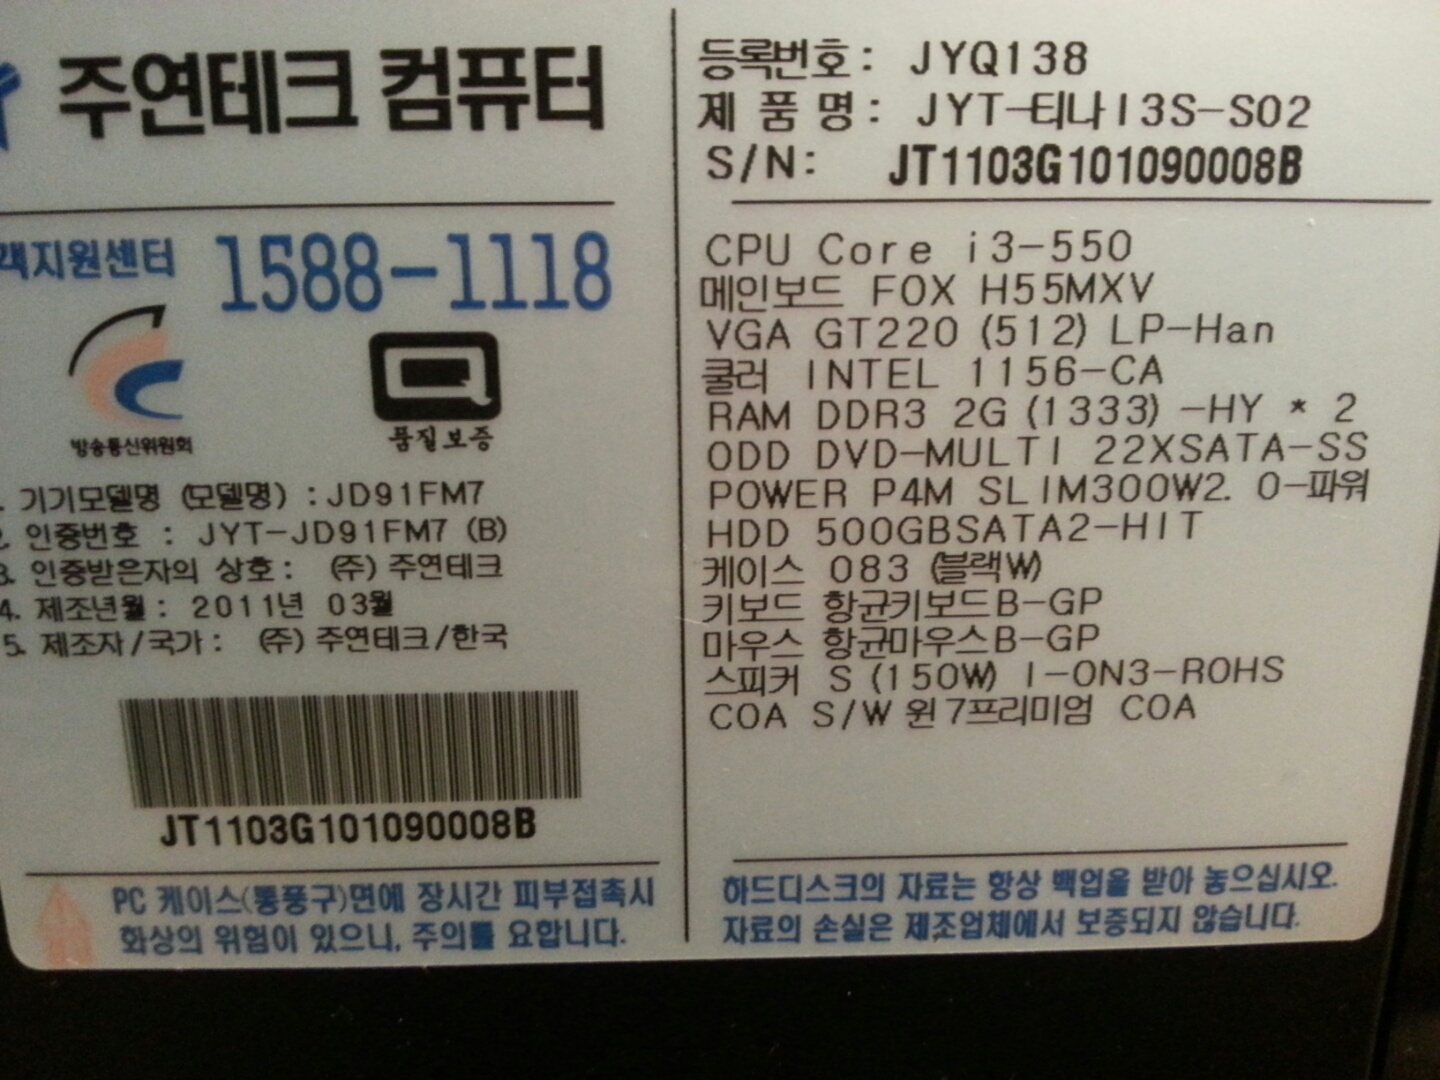 주연테크 컴퓨터
객지원센터 1588-1118
방송통신위원회
품질보증
기기모델명 (모델명) : JD91FM7
2. 인증번호 : JYT-JD91FM7 (B)
3. 인증받은자의 상호 : (주) 주연테크
4. 제조년월 : 2011년 03월
5. 제조자/국가 : (주) 주연테크/한국
JT1103G101090008B
PC 케이스(통풍구)면에 장시간 피부접촉시
화상의 위험이 있으니, 주의를 요합니다.
등록번호 : JYQ138
제 품 명 : JYT-티나I3S-S02
S/N : JT1103G101090008B
CPU Core i3-550
메인보드 FOX H55MXV
VGA GT220 (512) LP-Han
쿨러 INTEL 1156-CA
RAM DDR3 2G (1333) -HY * 2
ODD DVD-MULTI 22XSATA-SS
POWER P4M SLIM300W2. 0-파워
HDD 500GBSATA2-HIT
케이스 083 (블랙W)
키보드 항균키보드B-GP
마우스 항균마우스B-GP
스피커 S (150W) I-ON3-ROHS
COA S/W 윈7프리미엄 COA
하드디스크의 자료는 항상 백업을 받아 놓으십시오.
자료의 손실은 제조업체에서 보증되지 않습니다.